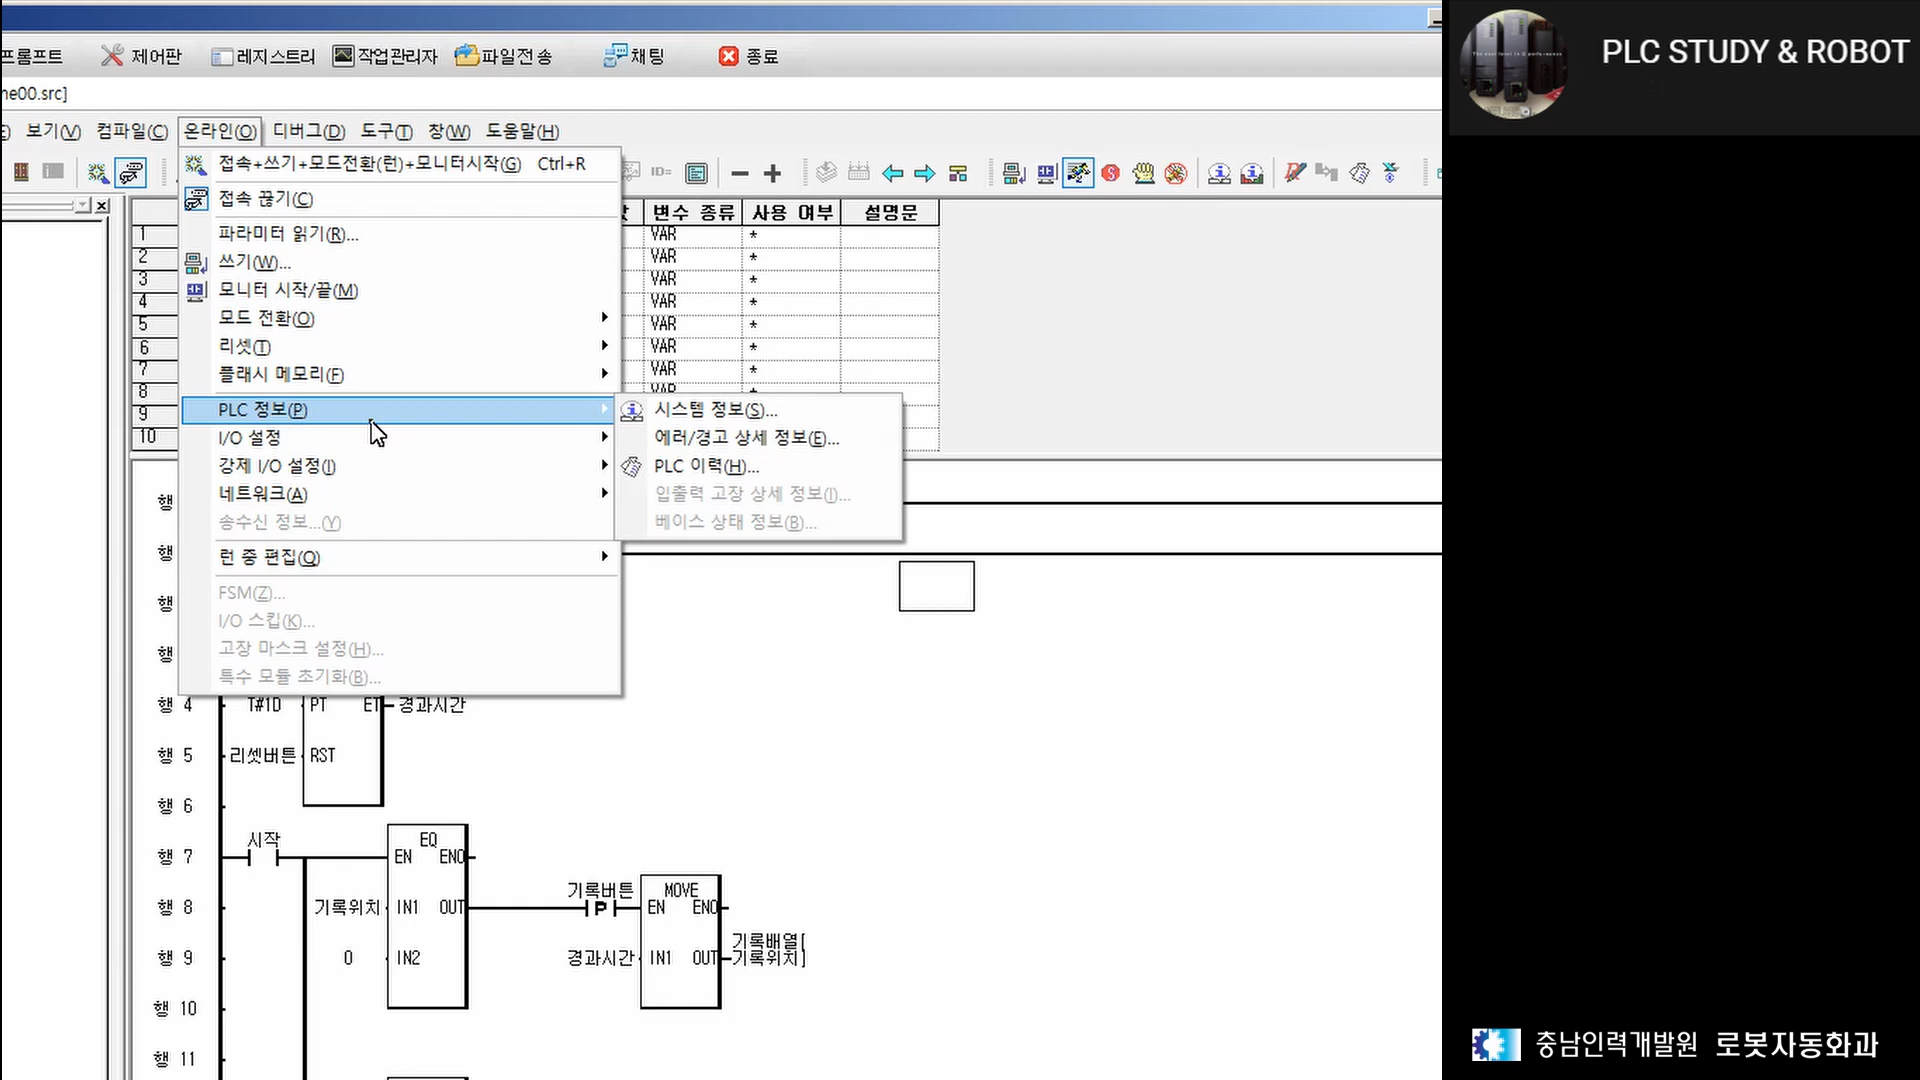 프롬프트 제어판 레지스트리 작업관리자 파일전송 채팅 종료
ne00.src]
보기(V) 컴파일(C) 온라인(O) 디버그(D) 도구(T) 창(W) 도움말(H)
접속+쓰기+모드전환(런)+모니터시작(G) Ctrl+R
접속 끊기(C)
파라미터 읽기(R)...
쓰기(W)...
모니터 시작/끝(M)
모드 전환(O)
리셋(T)
플래시 메모리(F)
PLC 정보(P)
I/O 설정
강제 I/O 설정(I)
네트워크(A)
송수신 정보...(Y)
런 중 편집(Q)
FSM(Z)...
I/O 스킵(K)...
고장 마스크 설정(H)...
특수 모듈 초기화(B)...
시스템 정보(S)...
에러/경고 상세 정보(E)...
PLC 이력(H)...
입출력 고장 상세 정보(I)...
베이스 상태 정보(B)...
변수 종류 사용 여부 설명문
1 VAR *
2 VAR *
3 VAR *
4 VAR *
5 VAR *
6 VAR *
7 VAR *
8 VAR *
9
10
행
행
행
행
행 4 T#1D PT ET 경과시간
행 5 리셋버튼 RST
행 6
시작 EQ
행 7 EN ENO
기록버튼 MOVE
행 8 기록위치 IN1 OUT P EN ENO
기록배열[
행 9 0 IN2 경과시간 IN1 OUT 기록위치]
행 10
행 11
PLC STUDY & ROBOT
충남인력개발원 로봇자동화과